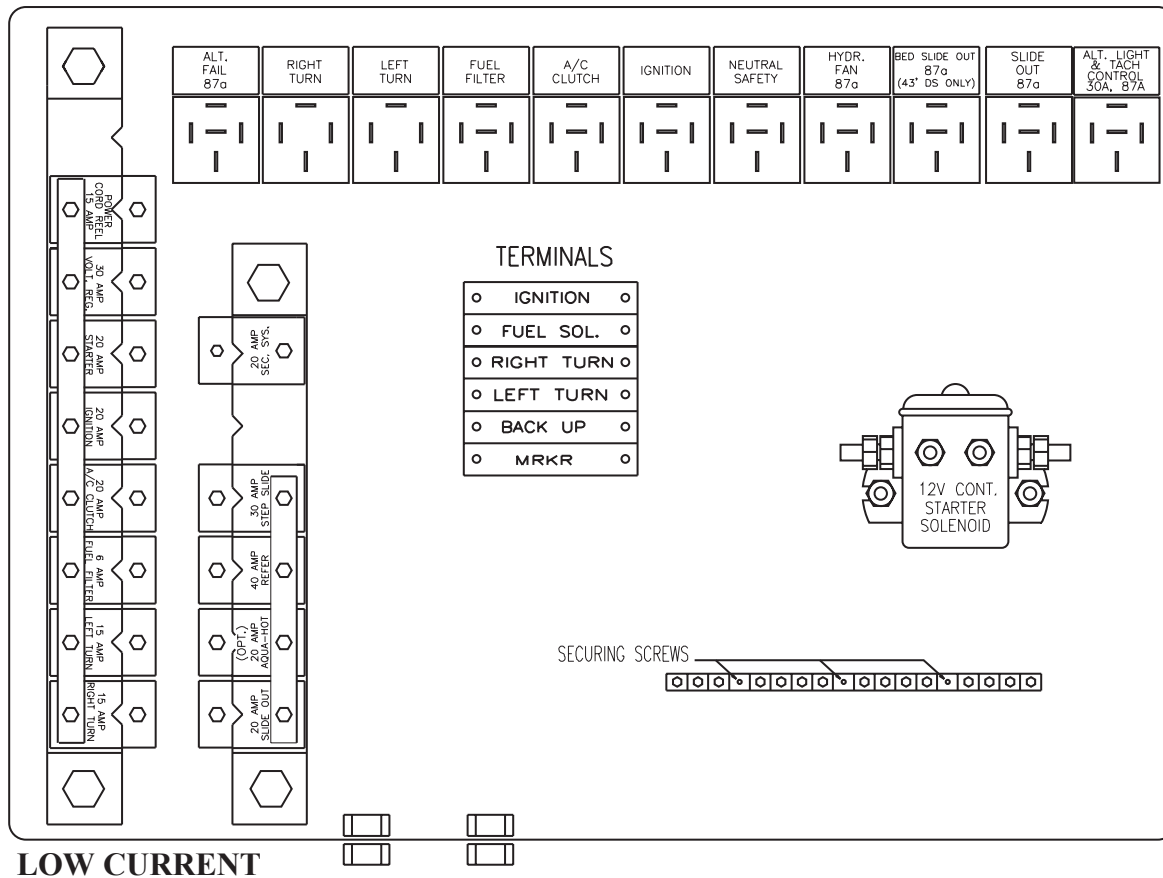 ALT.
FAIL
87a
RIGHT
TURN
LEFT
TURN
FUEL
FILTER
A/C
CLUTCH
IGNITION
NEUTRAL
SAFETY
HYDR.
FAN
87a
BED SLIDE OUT
87a
(43' DS ONLY)
SLIDE
OUT
87a
ALT. LIGHT
& TACH
CONTROL
30A, 87A
POWER
CORD REEL
15 AMP
30 AMP
VOLT. REG.
20 AMP
STARTER
20 AMP
IGNITION
20 AMP
A/C CLUTCH
6 AMP
FUEL FILTER
15 AMP
LEFT TURN
15 AMP
RIGHT TURN
20 AMP
SEC. SYS.
30 AMP
STEP SLIDE
40 AMP
REFER
(OPT.)
20 AMP
AQUA-HOT
20 AMP
SLIDE OUT
TERMINALS
IGNITION
FUEL SOL.
RIGHT TURN
LEFT TURN
BACK UP
MRKR
12V CONT.
STARTER
SOLENOID
SECURING SCREWS
LOW CURRENT